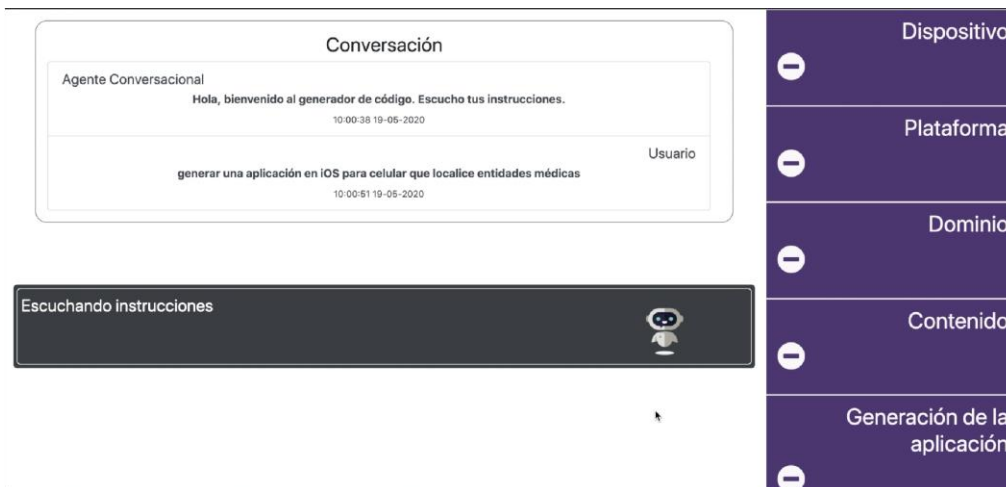 Conversación
Agente Conversacional
Hola, bienvenido al generador de código. Escucho tus instrucciones.
10:00:38 19-05-2020
Usuario
generar una aplicación en iOS para celular que localice entidades médicas
10:00:51 19-05-2020
Escuchando instrucciones
Dispositivo
Plataforma
Dominio
Contenido
Generación de la
aplicación